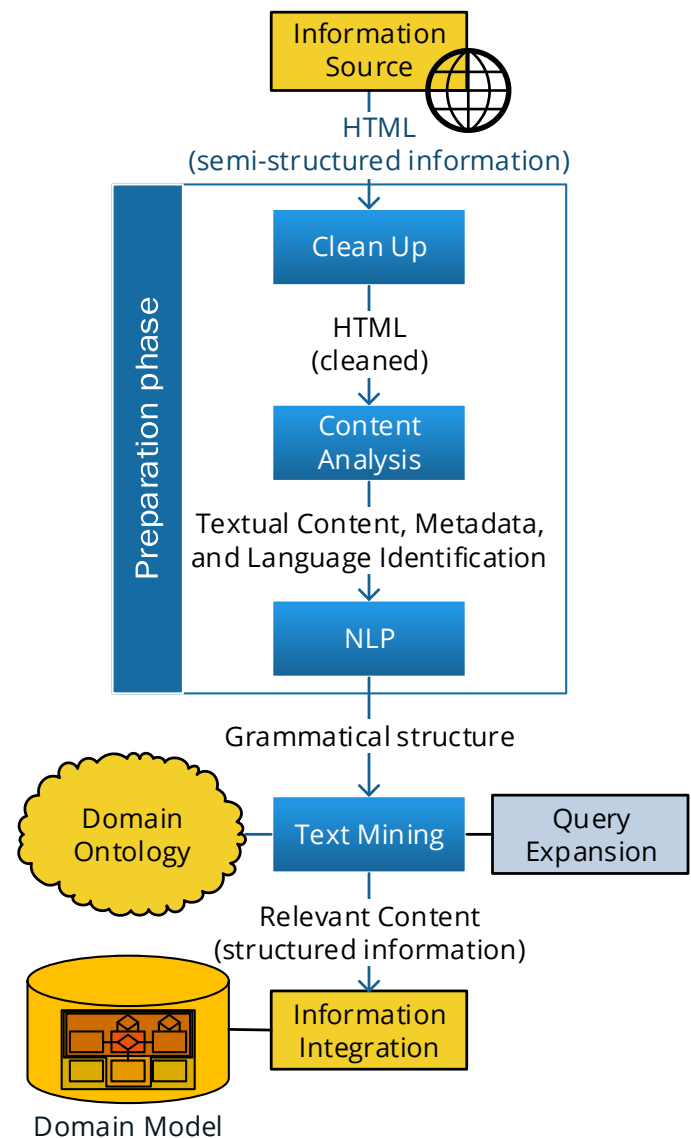 Information
Source
HTML
(semi-structured information)
Preparation phase
Clean Up
HTML
(cleaned)
Content
Analysis
Textual Content, Metadata,
and Language Identification
NLP
Grammatical structure
Domain
Ontology
Text Mining
Query
Expansion
Relevant Content
(structured information)
Information
Integration
Domain Model